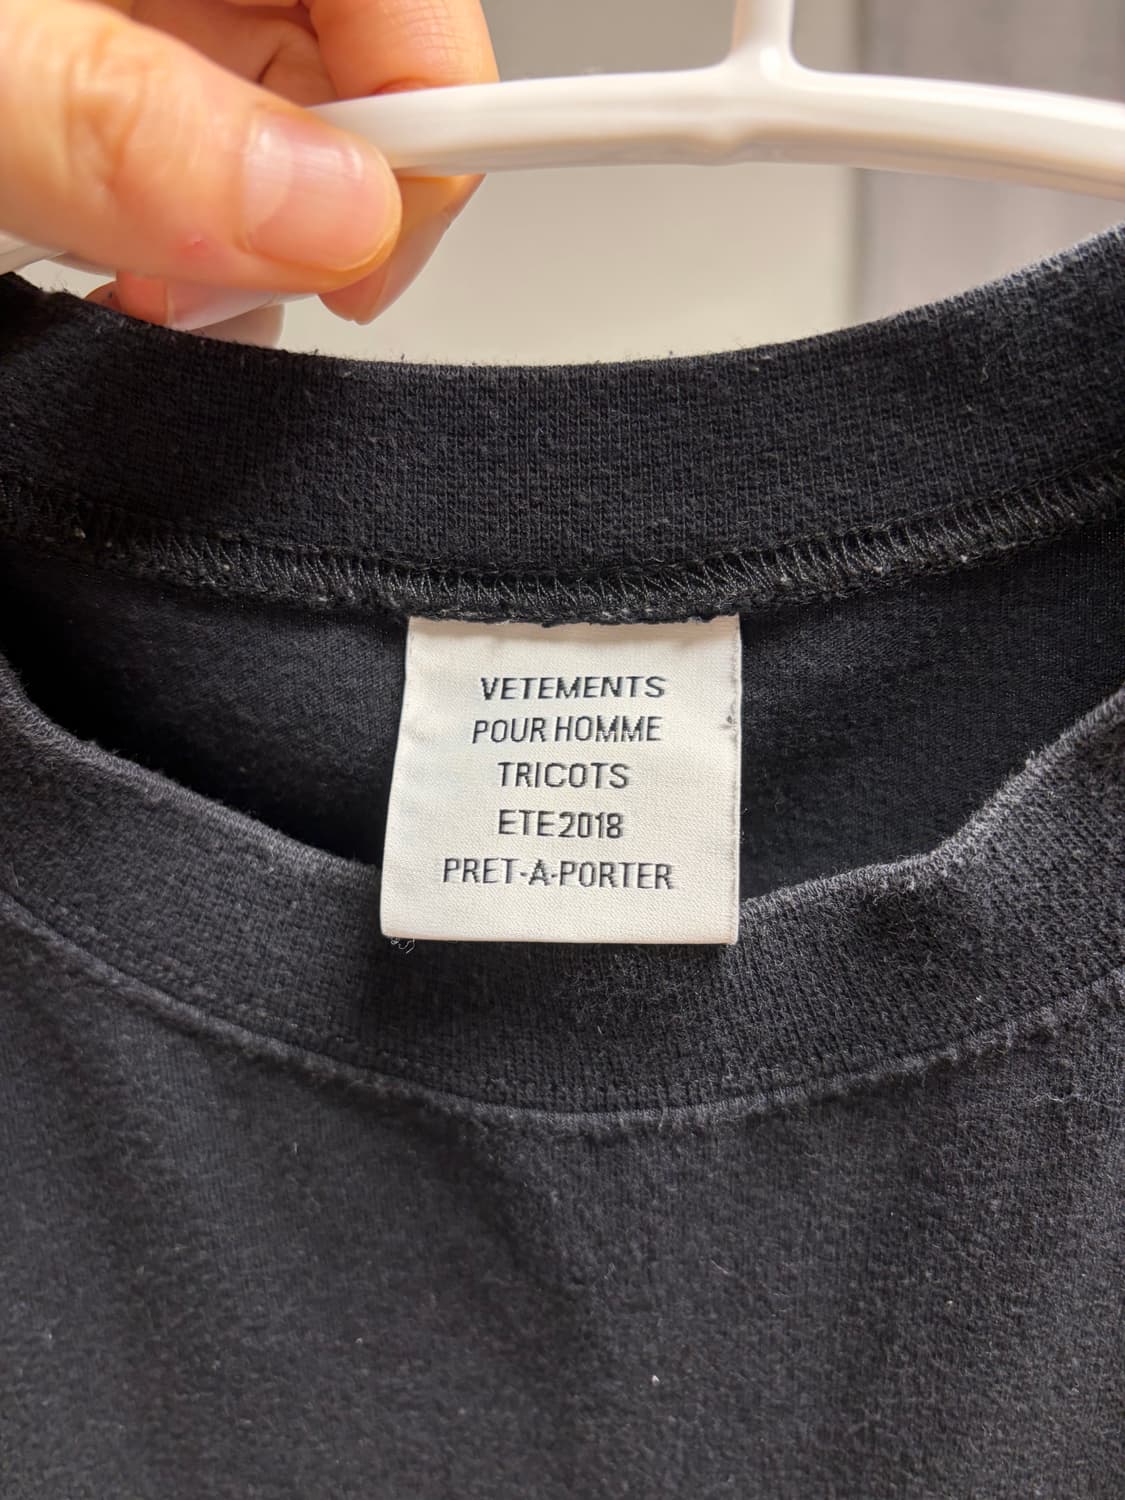 VETEMENTS
POUR HOMME
TRICOTS
ETE 2018
PRET-A-PORTER